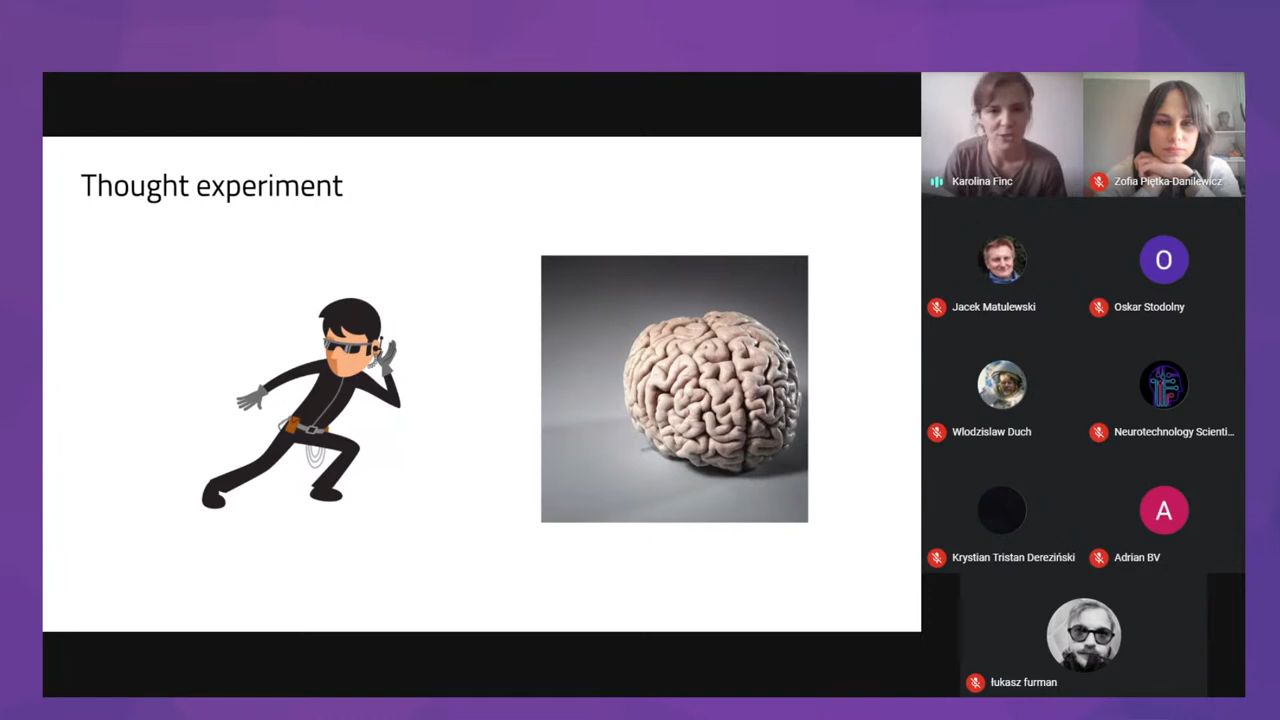 Thought experiment
Karolina Finc
Zofia Piętka-Danilewicz
Jacek Matulewski
O
Oskar Stodolny
Wlodzislaw Duch
Neurotechnology Scienti...
Krystian Tristan Dereziński
A
Adrian BV
łukasz furman